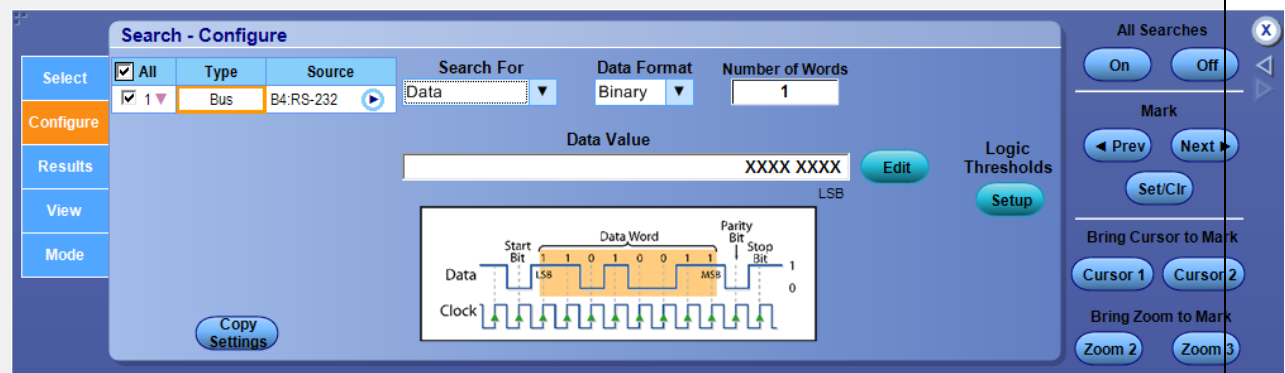 Search - Configure
Select
Configure
Results
View
Mode
All Type Source
1 Bus B4:RS-232
Search For Data Format Number of Words
Data Binary 1
Data Value
XXXX XXXX Edit
LSB
Logic
Thresholds
Setup
Start
Bit
Data Word
Parity
Bit
Stop
Bit
1 1 0 1 0 0 1 1
Data LSB MSB 1
0
Clock
Copy
Settings
All Searches
On Off
X
Mark
Prev Next
Set/Clr
Bring Cursor to Mark
Cursor 1 Cursor 2
Bring Zoom to Mark
Zoom 2 Zoom 3